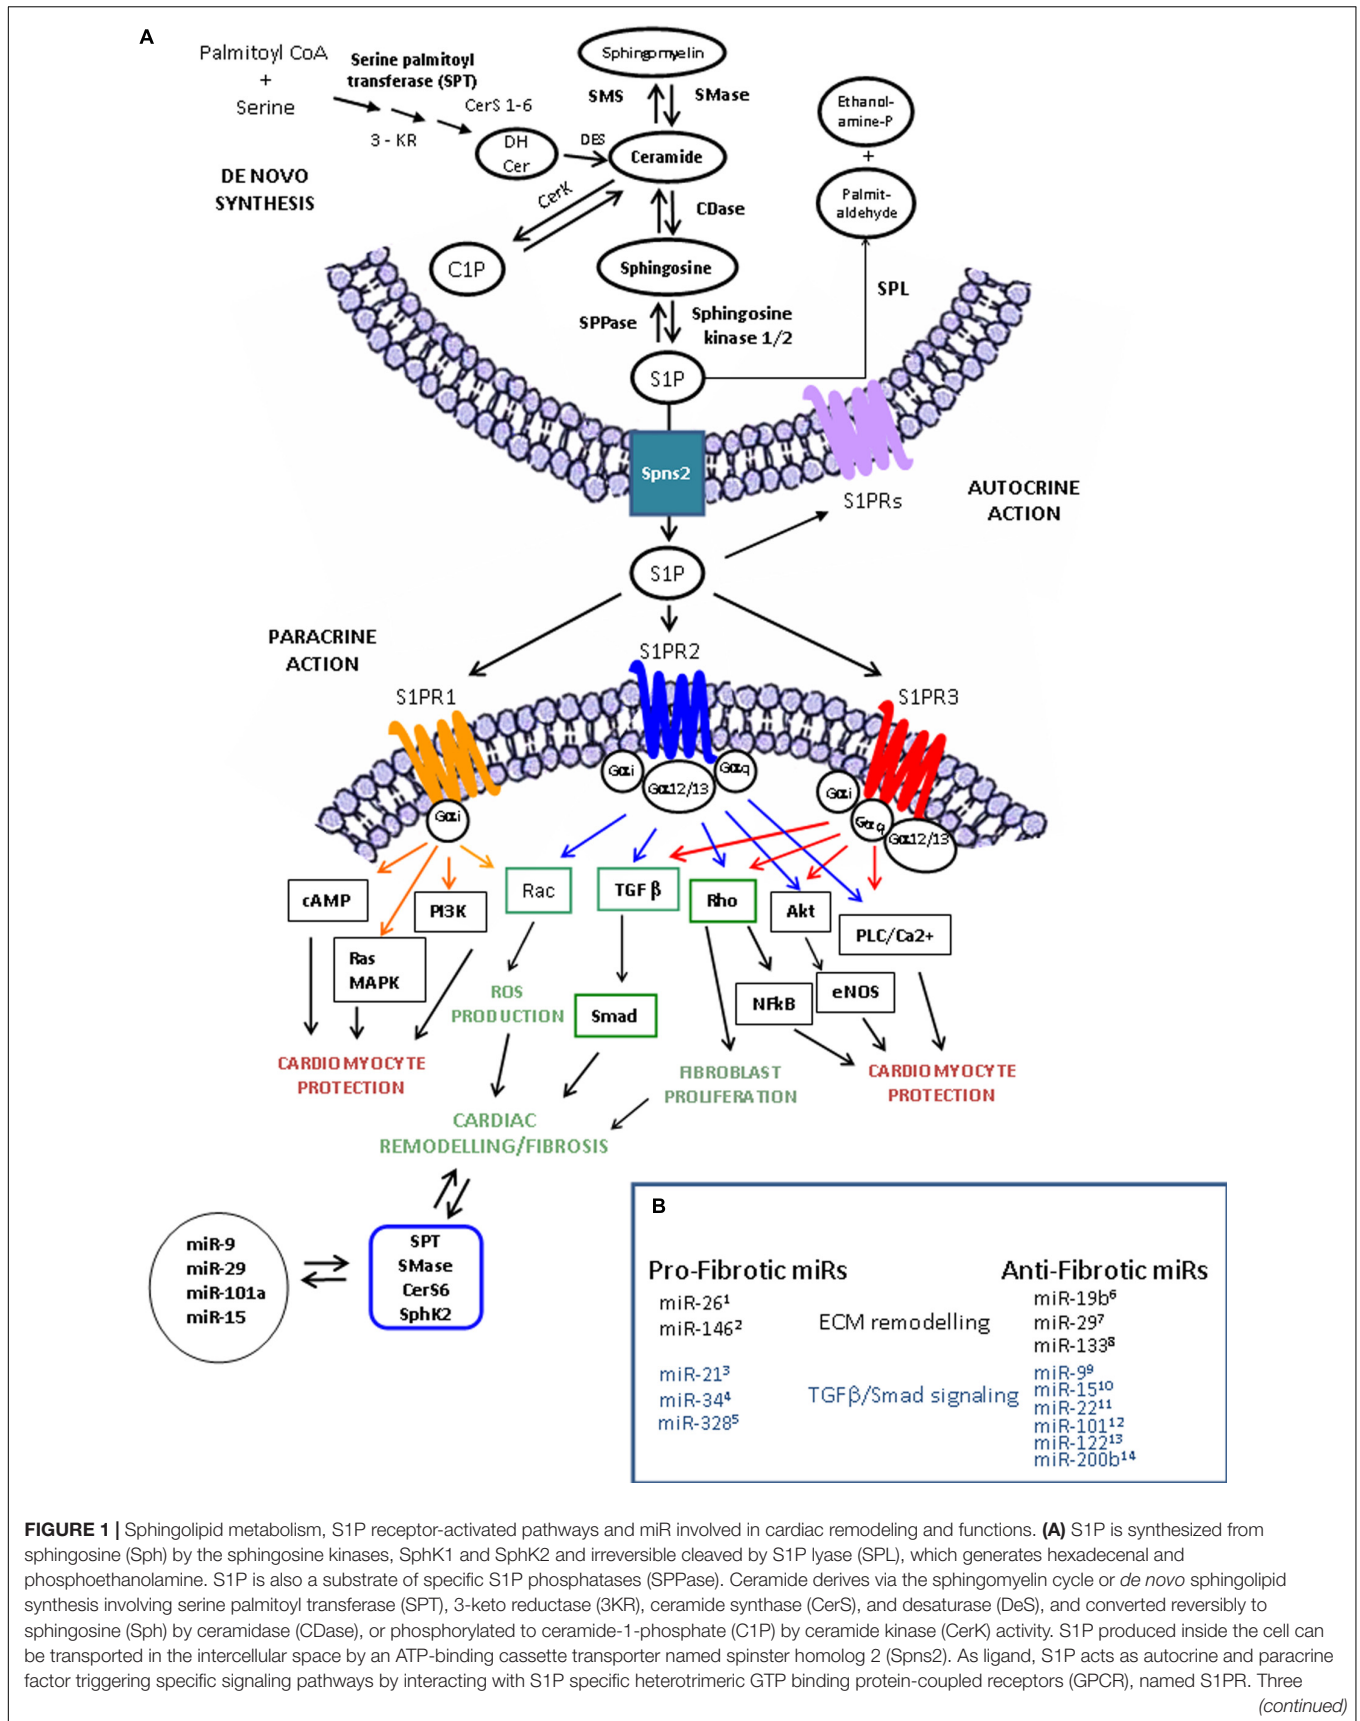 A
Palmitoyl CoA
+
Serine
Serine palmitoyl
transferase (SPT)
3 - KR
CerS 1-6
DH
Cer
DES
DE NOVO
SYNTHESIS
Sphingomyelin
SMS
SMase
Ceramide
CerK
C1P
CDase
Sphingosine
SPPase
Sphingosine
kinase 1/2
S1P
Ethanol-
amine-P
+
Palmit-
aldehyde
SPL
Spns2
S1PRs
AUTOCRINE
ACTION
S1P
PARACRINE
ACTION
S1PR1
S1PR2
S1PR3
Gαi
Gαi
Gα12/13
Gαq
Gαi
Gαq
Gα12/13
cAMP
Ras
MAPK
PI3K
Rac
TGF β
Rho
Akt
PLC/Ca2+
ROS
PRODUCTION
Smad
NFkB
eNOS
CARDIOMYOCYTE
PROTECTION
FIBROBLAST
PROLIFERATION
CARDIOMYOCYTE
PROTECTION
CARDIAC
REMODELLING/FIBROSIS
miR-9
miR-29
miR-101a
miR-15
SPT
SMase
CerS6
SphK2
B
Pro-Fibrotic miRs
Anti-Fibrotic miRs
miR-26¹
miR-146²
ECM remodelling
miR-19b⁶
miR-29⁷
miR-133⁸
miR-21³
miR-34⁴
miR-328⁵
TGFβ/Smad signaling
miR-9⁹
miR-15¹⁰
miR-22¹¹
miR-101¹²
miR-122¹³
miR-200b¹⁴
FIGURE 1 | Sphingolipid metabolism, S1P receptor-activated pathways and miR involved in cardiac remodeling and functions. (A) S1P is synthesized from
sphingosine (Sph) by the sphingosine kinases, SphK1 and SphK2 and irreversible cleaved by S1P lyase (SPL), which generates hexadecenal and
phosphoethanolamine. S1P is also a substrate of specific S1P phosphatases (SPPase). Ceramide derives via the sphingomyelin cycle or de novo sphingolipid
synthesis involving serine palmitoyl transferase (SPT), 3-keto reductase (3KR), ceramide synthase (CerS), and desaturase (DeS), and converted reversibly to
sphingosine (Sph) by ceramidase (CDase), or phosphorylated to ceramide-1-phosphate (C1P) by ceramide kinase (CerK) activity. S1P produced inside the cell can
be transported in the intercellular space by an ATP-binding cassette transporter named spinster homolog 2 (Spns2). As ligand, S1P acts as autocrine and paracrine
factor triggering specific signaling pathways by interacting with S1P specific heterotrimeric GTP binding protein-coupled receptors (GPCR), named S1PR. Three
(continued)